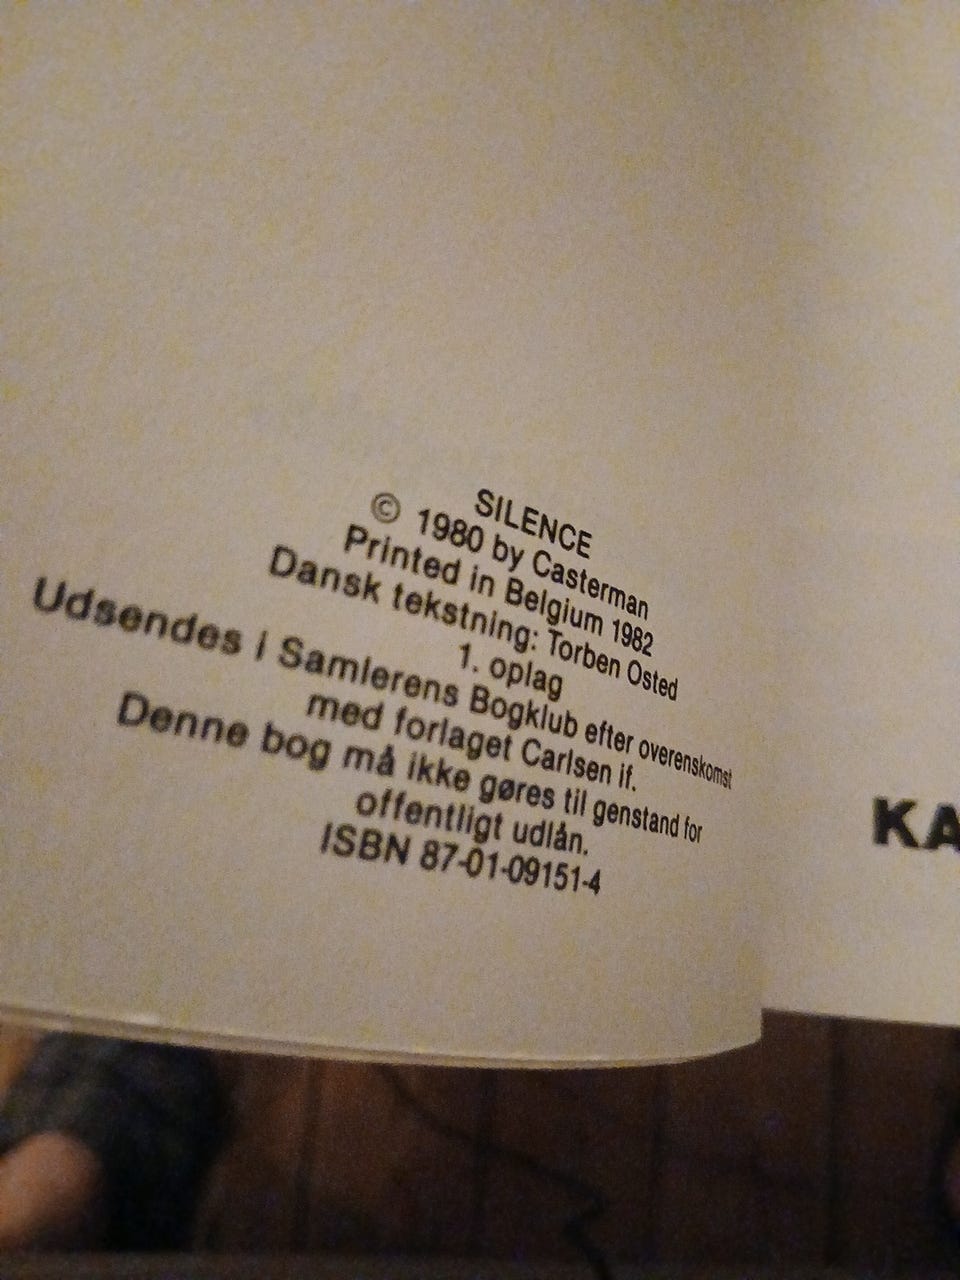 SILENCE
© 1980 by Casterman
Printed in Belgium 1982
Dansk tekstning: Torben Osted
1. oplag
Udsendes i Samlerens Bogklub efter overenskomst
med forlaget Carlsen if.
Denne bog må ikke gøres til genstand for
offentligt udlån.
ISBN 87-01-09151-4
KA